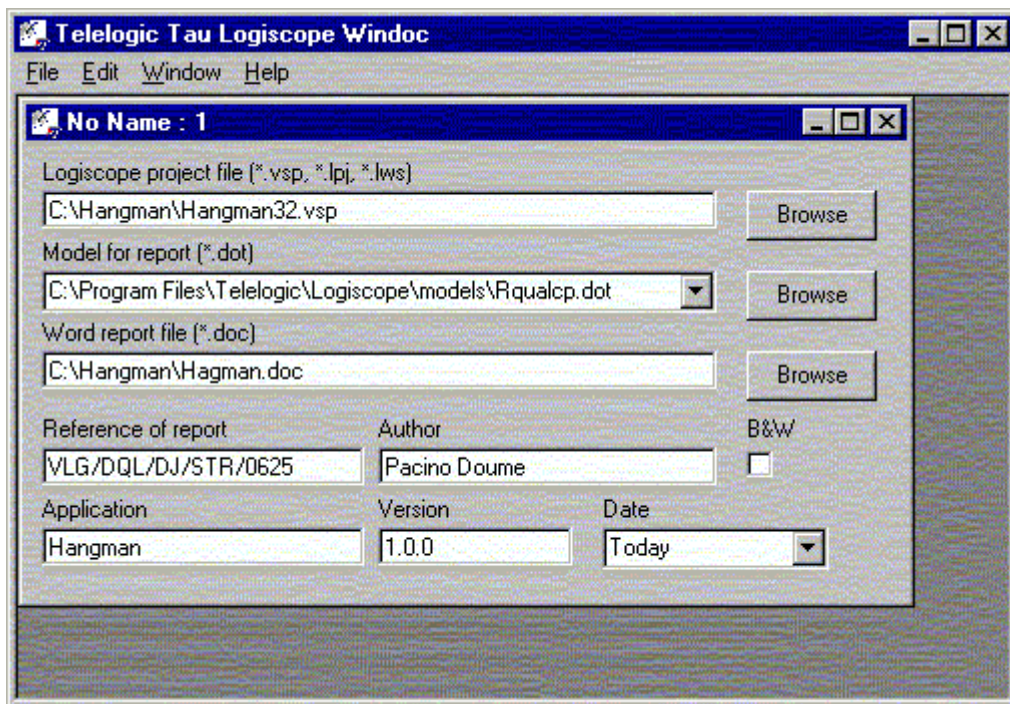 Telelogic Tau Logiscope Windoc
File Edit Window Help
No Name : 1
Logiscope project file (*.vsp, *.lpj, *.lws)
C:\Hangman\Hangman32.vsp
Browse
Model for report (*.dot)
C:\Program Files\Telelogic\Logiscope\models\Rqualcp.dot
Browse
Word report file (*.doc)
C:\Hangman\Hagman.doc
Browse
Reference of report Author B&W
VLG/DQL/DJ/STR/0625 Pacino Doume
Application Version Date
Hangman 1.0.0 Today